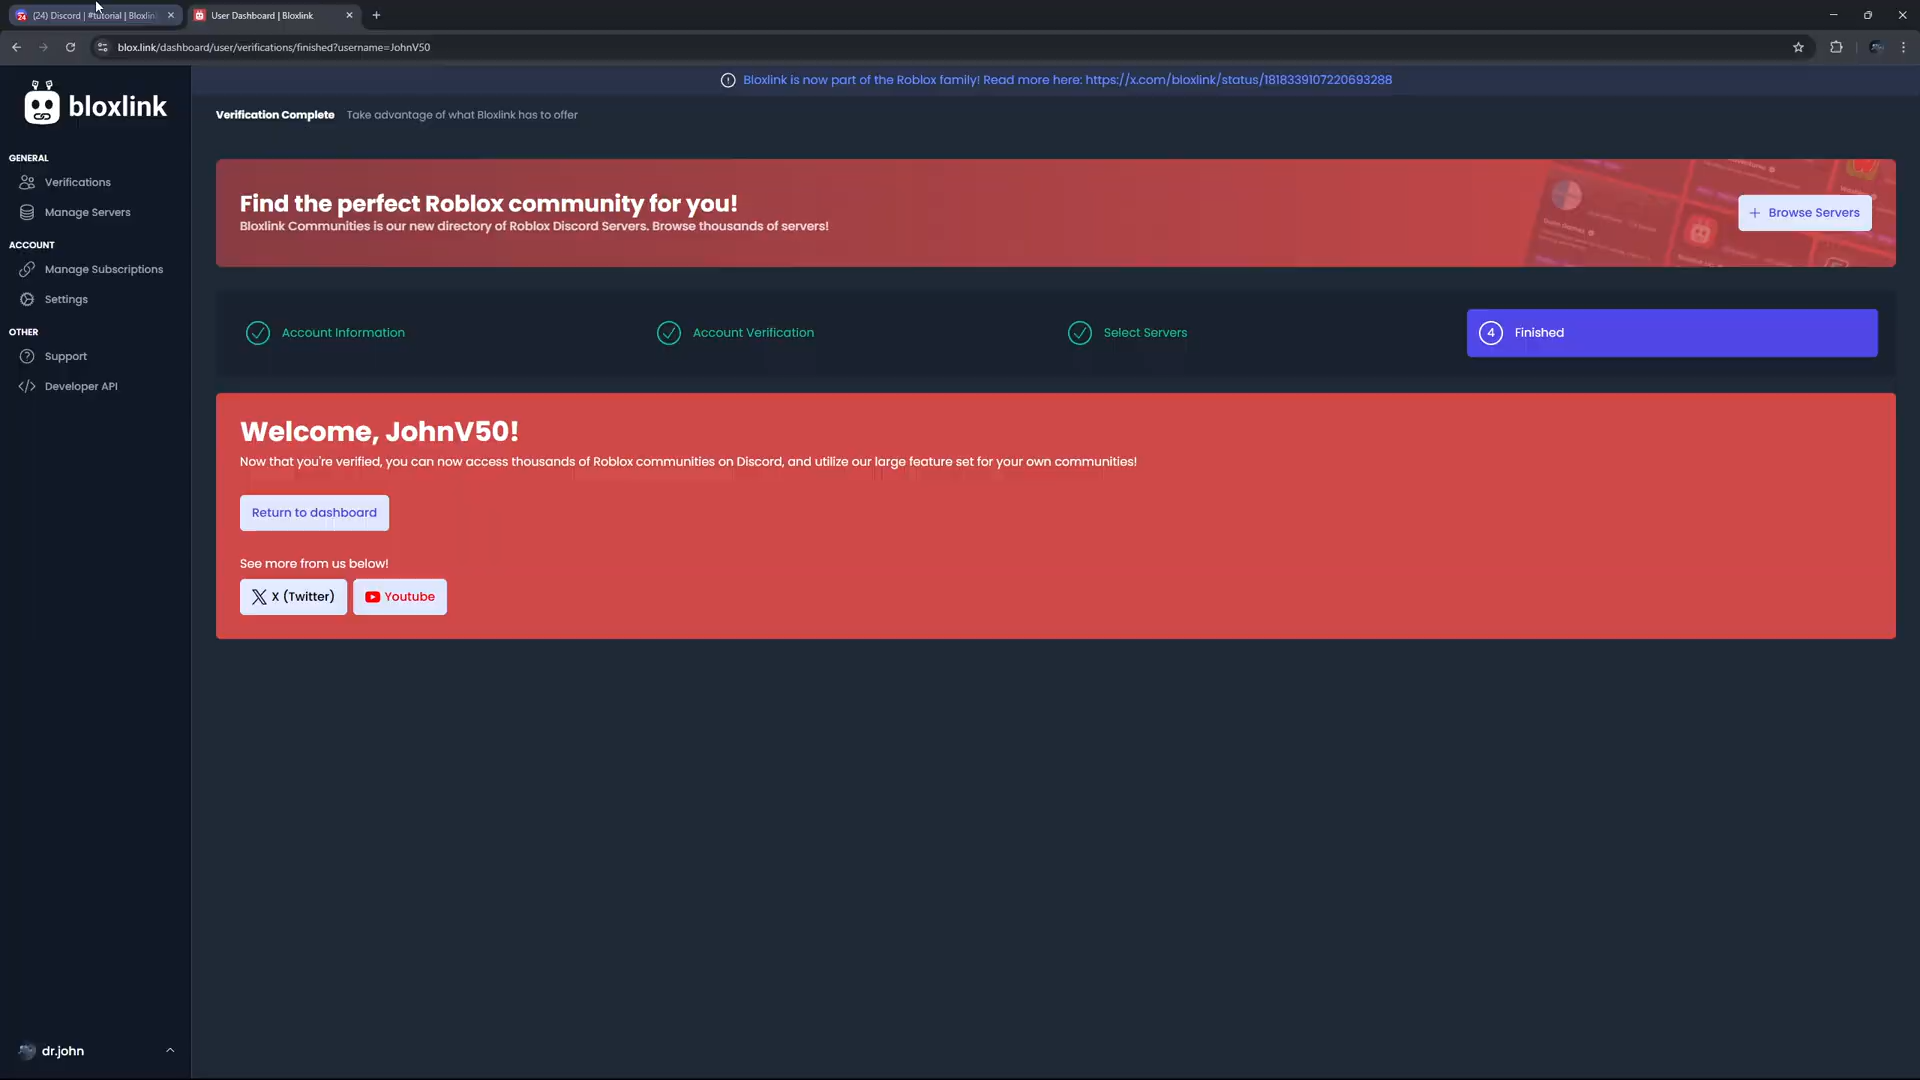 24 (24) Discord | #tutorial | Bloxlin
User Dashboard | Bloxlink
blox.link/dashboard/user/verifications/finished?username=JohnV50
bloxlink
Bloxlink is now part of the Roblox family! Read more here: https://x.com/bloxlink/status/1818339107220693288
Verification Complete Take advantage of what Bloxlink has to offer
GENERAL
Verifications
Manage Servers
ACCOUNT
Manage Subscriptions
Settings
OTHER
Support
Developer API
Find the perfect Roblox community for you!
Bloxlink Communities is our new directory of Roblox Discord Servers. Browse thousands of servers!
+ Browse Servers
Account Information
Account Verification
Select Servers
4 Finished
Welcome, JohnV50!
Now that you're verified, you can now access thousands of Roblox communities on Discord, and utilize our large feature set for your own communities!
Return to dashboard
See more from us below!
X (Twitter)
Youtube
dr.john